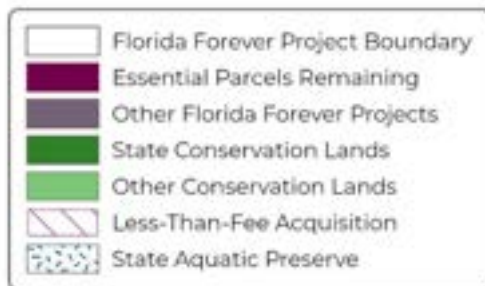 Florida Forever Project Boundary
Essential Parcels Remaining
Other Florida Forever Projects
State Conservation Lands
Other Conservation Lands
Less-Than-Fee Acquisition
State Aquatic Preserve